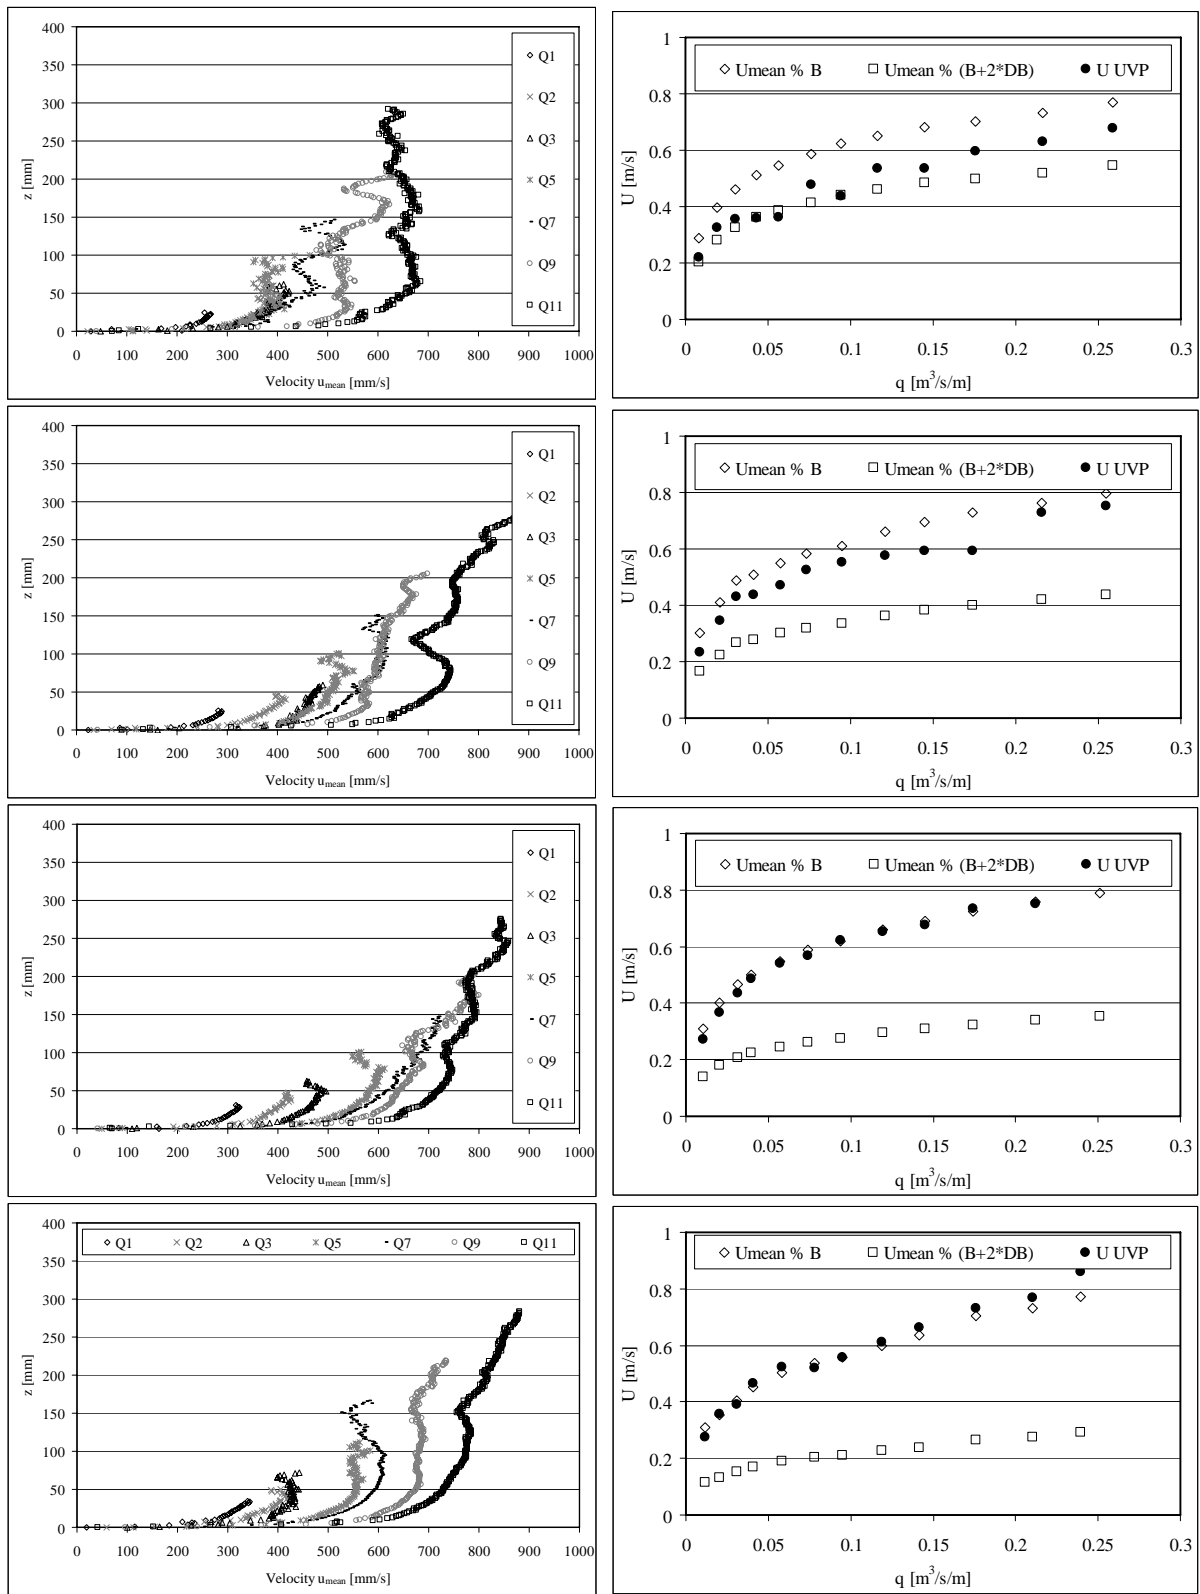 400
350
300
250
200
150
100
50
0
z [mm]
0 100 200 300 400 500 600 700 800 900 1000
Velocity umean [mm/s]
Q1
Q2
Q3
Q5
Q7
Q9
Q11
1
0.8
0.6
0.4
0.2
0
U [m/s]
Umean % B Umean % (B+2*DB) U UVP
0 0.05 0.1 0.15 0.2 0.25 0.3
q [m³/s/m]
400
350
300
250
200
150
100
50
0
z [mm]
0 100 200 300 400 500 600 700 800 900 1000
Velocity umean [mm/s]
Q1
Q2
Q3
Q5
Q7
Q9
Q11
1
0.8
0.6
0.4
0.2
0
U [m/s]
Umean % B Umean % (B+2*DB) U UVP
0 0.05 0.1 0.15 0.2 0.25 0.3
q [m³/s/m]
400
350
300
250
200
150
100
50
0
z [mm]
0 100 200 300 400 500 600 700 800 900 1000
Velocity umean [mm/s]
Q1
Q2
Q3
Q5
Q7
Q9
Q11
1
0.8
0.6
0.4
0.2
0
U [m/s]
Umean % B Umean % (B+2*DB) U UVP
0 0.05 0.1 0.15 0.2 0.25 0.3
q [m³/s/m]
400
350
300
250
200
150
100
50
0
z [mm]
Q1 Q2 Q3 Q5 Q7 Q9 Q11
0 100 200 300 400 500 600 700 800 900 1000
Velocity umean [mm/s]
1
0.8
0.6
0.4
0.2
0
U [m/s]
Umean % B Umean % (B+2*DB) U UVP
0 0.05 0.1 0.15 0.2 0.25 0.3
q [m³/s/m]